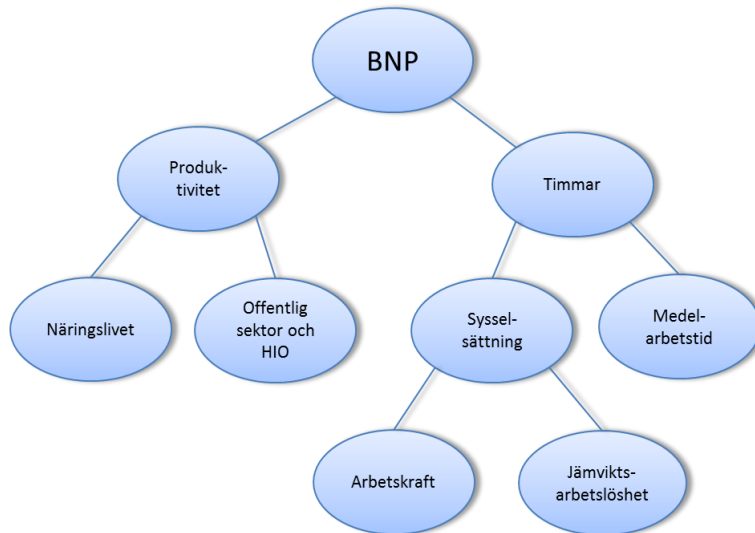 BNP
Produk-
tivitet
Timmar
Näringslivet
Offentlig
sektor och
HIO
Syssel-
sättning
Medel-
arbetstid
Arbetskraft
Jämvikts-
arbetslöshet